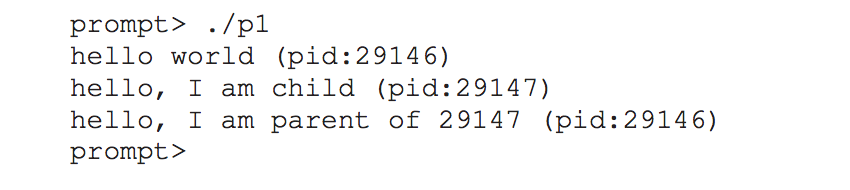 prompt> ./p1
hello world (pid:29146)
hello, I am child (pid:29147)
hello, I am parent of 29147 (pid:29146)
prompt>